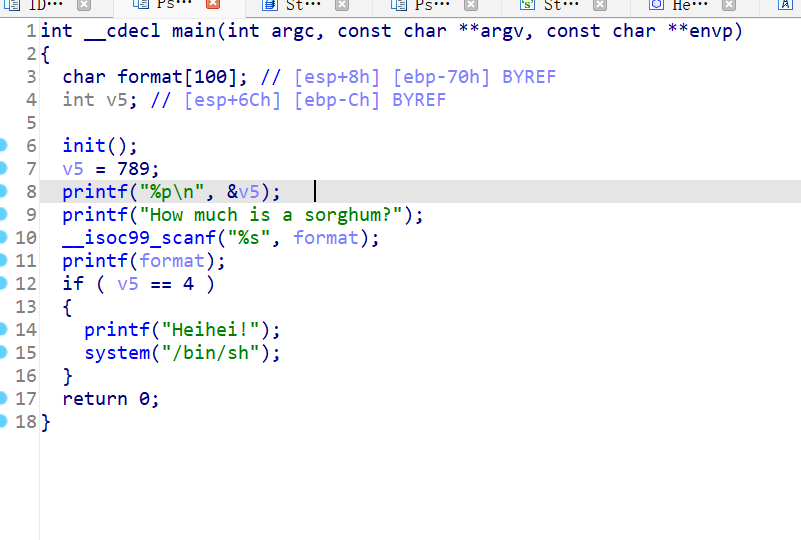 ID··· Ps··· St··· Ps··· St··· He···
1 int __cdecl main(int argc, const char **argv, const char **envp)
2 {
3   char format[100]; // [esp+8h] [ebp-70h] BYREF
4   int v5; // [esp+6Ch] [ebp-Ch] BYREF
5
6   init();
7   v5 = 789;
8   printf("%p\n", &v5);
9   printf("How much is a sorghum?");
10   __isoc99_scanf("%s", format);
11   printf(format);
12   if ( v5 == 4 )
13   {
14     printf("Heihei!");
15     system("/bin/sh");
16   }
17   return 0;
18 }